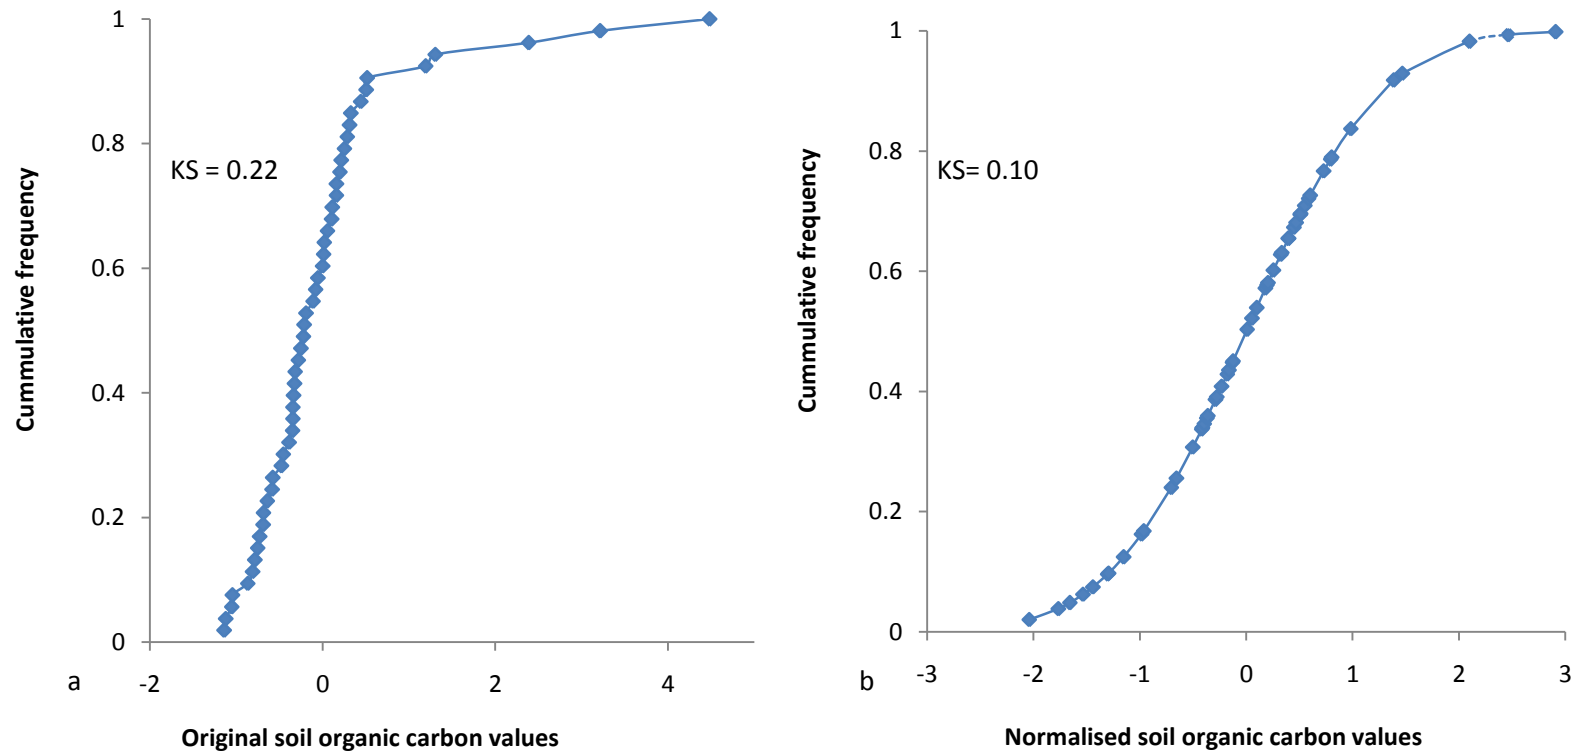 1
0.8
0.6
0.4
0.2
0
-2
0
2
4
Cummulative frequency
KS = 0.22
a
Original soil organic carbon values
1
0.8
0.6
0.4
0.2
0
-3
-2
-1
0
1
2
3
Cummulative frequency
KS= 0.10
b
Normalised soil organic carbon values